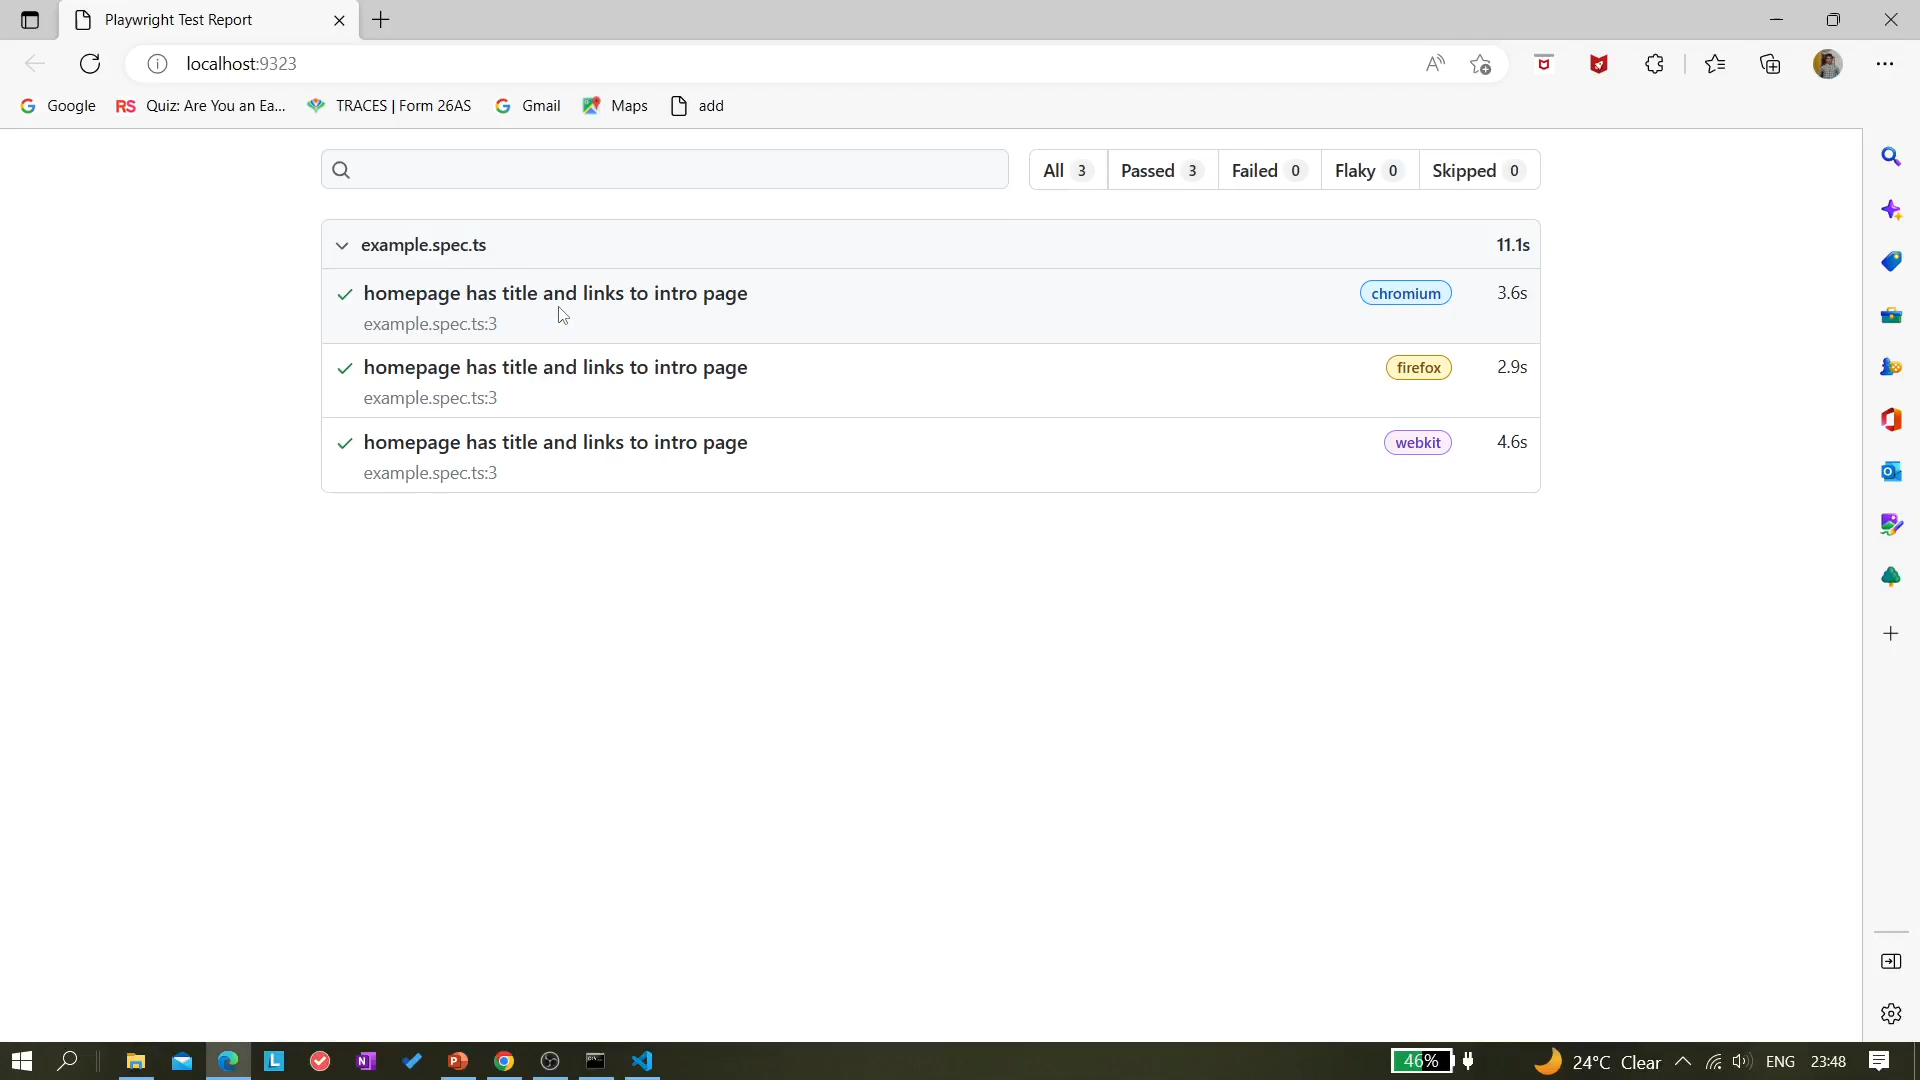 Playwright Test Report
localhost:9323
Google RS Quiz: Are You an Ea... TRACES | Form 26AS Gmail Maps add
All 3 Passed 3 Failed 0 Flaky 0 Skipped 0
example.spec.ts 11.1s
homepage has title and links to intro page chromium 3.6s
example.spec.ts:3
homepage has title and links to intro page firefox 2.9s
example.spec.ts:3
homepage has title and links to intro page webkit 4.6s
example.spec.ts:3
46% 24°C Clear ENG 23:48